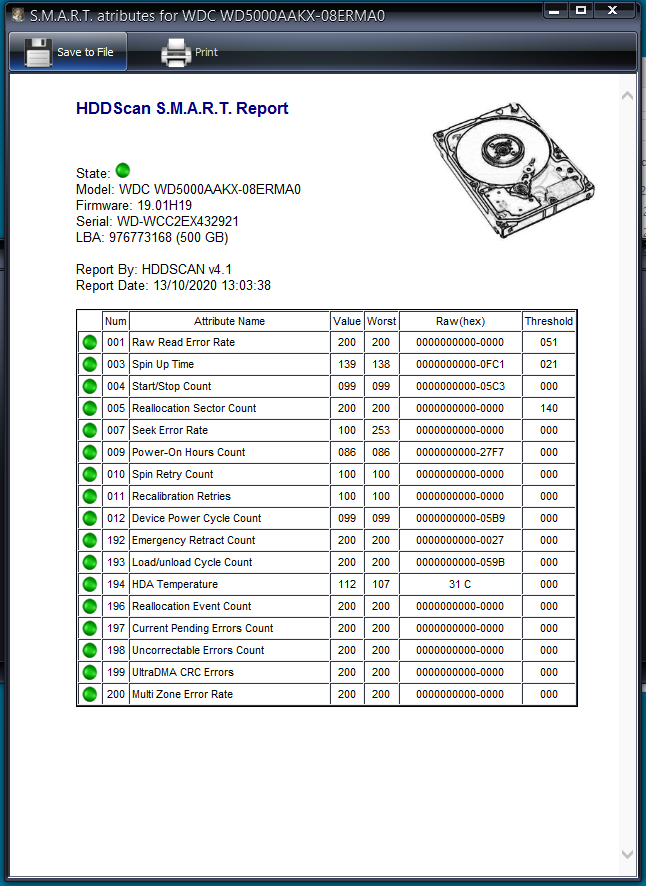 S.M.A.R.T. atributes for WDC WD5000AAKX-08ERMA0
Save to File Print
HDDScan S.M.A.R.T. Report
State:
Model: WDC WD5000AAKX-08ERMA0
Firmware: 19.01H19
Serial: WD-WCC2EX432921
LBA: 976773168 (500 GB)
Report By: HDDSCAN v4.1
Report Date: 13/10/2020 13:03:38
Num Attribute Name Value Worst Raw(hex) Threshold
001 Raw Read Error Rate 200 200 0000000000-0000 051
003 Spin Up Time 139 138 0000000000-0FC1 021
004 Start/Stop Count 099 099 0000000000-05C3 000
005 Reallocation Sector Count 200 200 0000000000-0000 140
007 Seek Error Rate 100 253 0000000000-0000 000
009 Power-On Hours Count 086 086 0000000000-27F7 000
010 Spin Retry Count 100 100 0000000000-0000 000
011 Recalibration Retries 100 100 0000000000-0000 000
012 Device Power Cycle Count 099 099 0000000000-05B9 000
192 Emergency Retract Count 200 200 0000000000-0027 000
193 Load/unload Cycle Count 200 200 0000000000-059B 000
194 HDA Temperature 112 107 31 C 000
196 Reallocation Event Count 200 200 0000000000-0000 000
197 Current Pending Errors Count 200 200 0000000000-0000 000
198 Uncorrectable Errors Count 200 200 0000000000-0000 000
199 UltraDMA CRC Errors 200 200 0000000000-0000 000
200 Multi Zone Error Rate 200 200 0000000000-0000 000